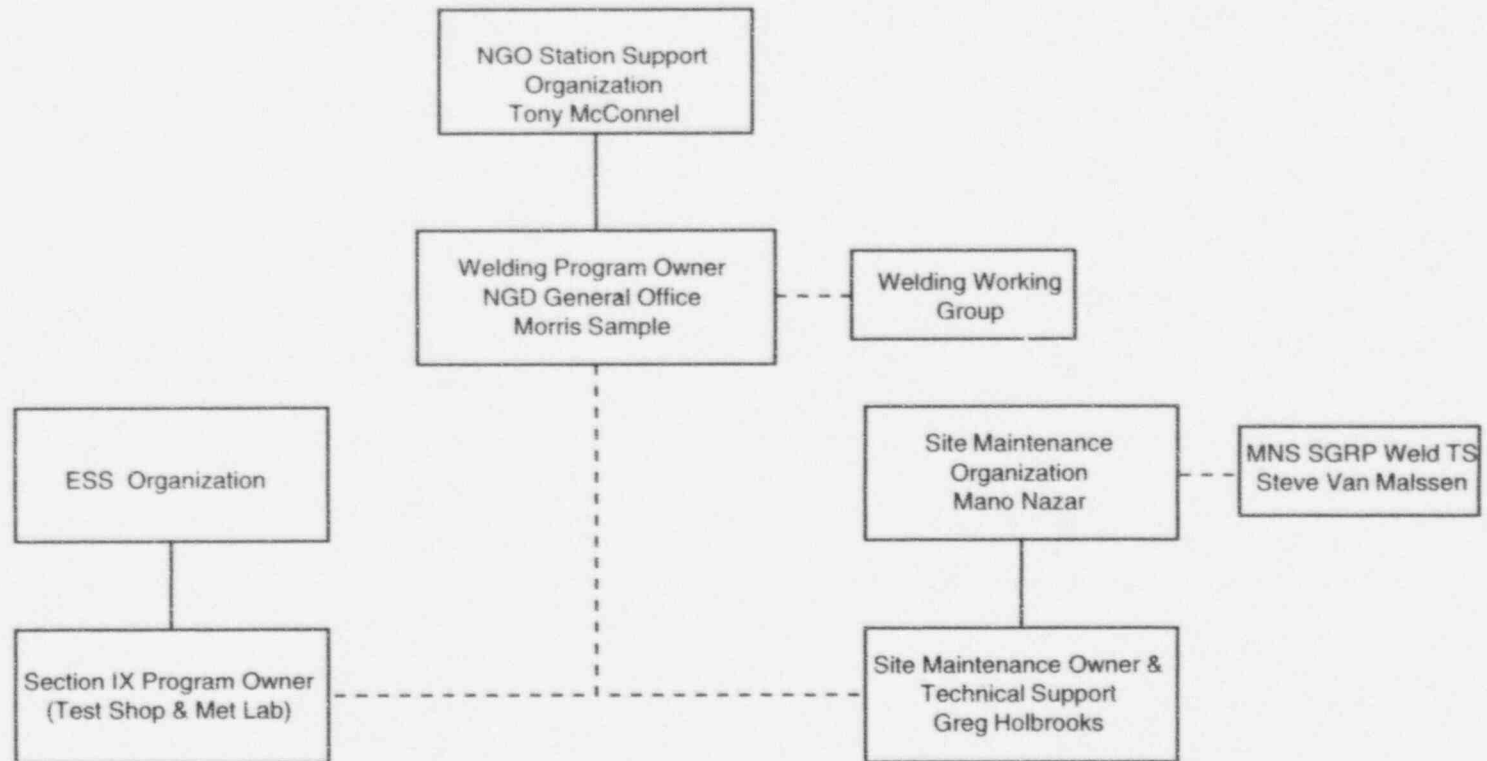 NGO Station Support
Organization
Tony McConnel
Welding Program Owner
NGD General Office
Morris Sample
Welding Working
Group
ESS Organization
Site Maintenance
Organization
Mano Nazar
MNS SGRP Weld TS
Steve Van Malssen
Section IX Program Owner
(Test Shop & Met Lab)
Site Maintenance Owner &
Technical Support
Greg Holbrooks